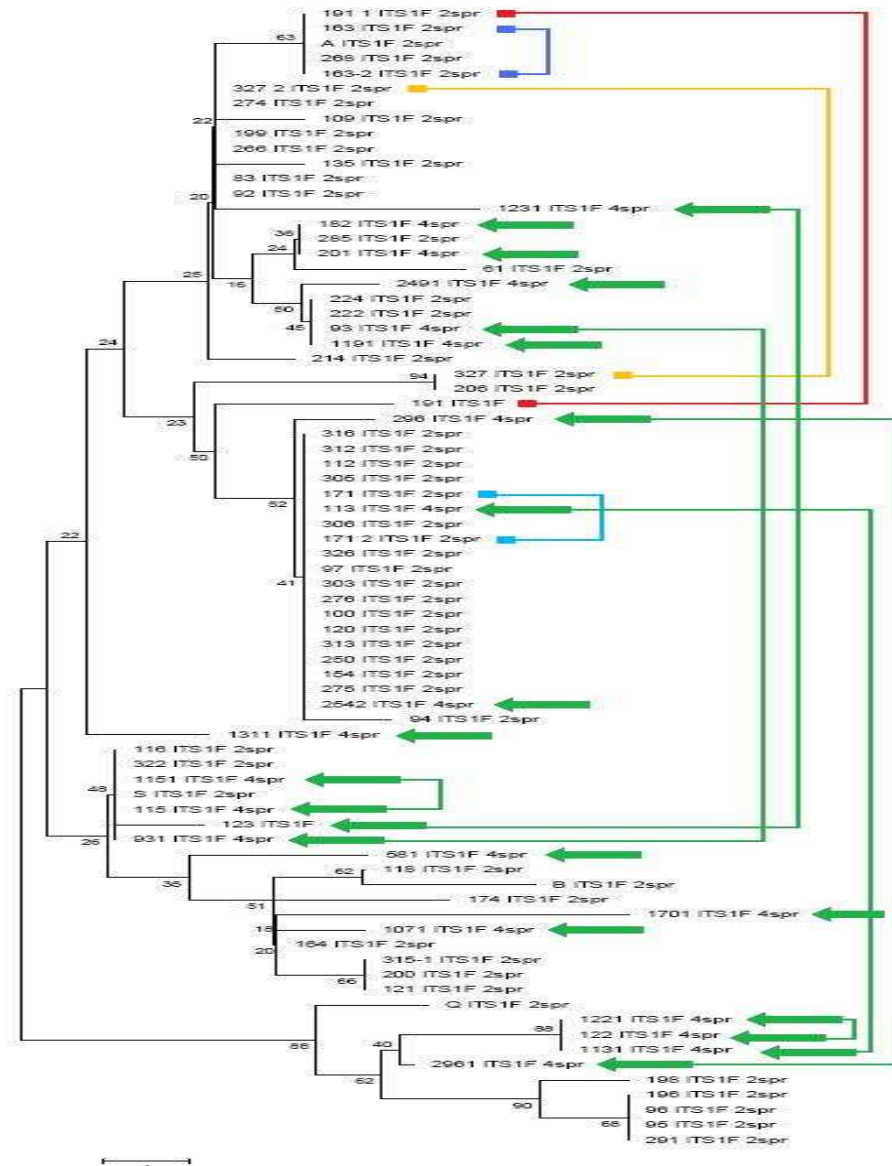 191 1 ITS1F 2spr
163 ITS1F 2spr
63
A ITS1F 2spr
268 ITS1F 2spr
163-2 ITS1F 2spr
327 2 ITS1F 2spr
274 ITS1F 2spr
109 ITS1F 2spr
22
199 ITS1F 2spr
266 ITS1F 2spr
135 ITS1F 2spr
83 ITS1F 2spr
92 ITS1F 2spr
20
1231 ITS1F 4spr
182 ITS1F 4spr
36
285 ITS1F 2spr
24
201 ITS1F 4spr
61 ITS1F 2spr
25
16
2491 ITS1F 4spr
224 ITS1F 2spr
50
222 ITS1F 2spr
45
93 ITS1F 4spr
1191 ITS1F 4spr
24
214 ITS1F 2spr
94
327 ITS1F 2spr
206 ITS1F 2spr
191 ITS1F
23
296 ITS1F 4spr
316 ITS1F 2spr
312 ITS1F 2spr
50
112 ITS1F 2spr
305 ITS1F 2spr
171 ITS1F 2spr
52
113 ITS1F 4spr
306 ITS1F 2spr
22
171 2 ITS1F 2spr
326 ITS1F 2spr
97 ITS1F 2spr
41
303 ITS1F 2spr
276 ITS1F 2spr
100 ITS1F 2spr
120 ITS1F 2spr
313 ITS1F 2spr
250 ITS1F 2spr
154 ITS1F 2spr
275 ITS1F 2spr
2542 ITS1F 4spr
94 ITS1F 2spr
1311 ITS1F 4spr
116 ITS1F 2spr
322 ITS1F 2spr
1151 ITS1F 4spr
48
S ITS1F 2spr
115 ITS1F 4spr
123 ITS1F
26
931 ITS1F 4spr
581 ITS1F 4spr
62
118 ITS1F 2spr
36
B ITS1F 2spr
174 ITS1F 2spr
51
1701 ITS1F 4spr
18
1071 ITS1F 4spr
20
164 ITS1F 2spr
315-1 ITS1F 2spr
66
200 ITS1F 2spr
121 ITS1F 2spr
Q ITS1F 2spr
1221 ITS1F 4spr
88
122 ITS1F 4spr
40
1131 ITS1F 4spr
2961 ITS1F 4spr
62
198 ITS1F 2spr
196 ITS1F 2spr
90
96 ITS1F 2spr
68
95 ITS1F 2spr
291 ITS1F 2spr